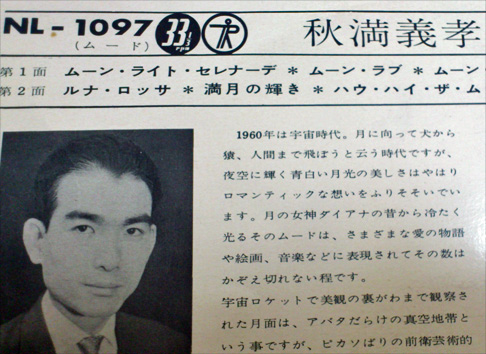 NL - 1097
(ムード)
33⅓
rpm
秋満義孝
第1面 ムーン・ライト・セレナーデ * ムーン・ラブ * ムーン
第2面 ルナ・ロッサ * 満月の輝き * ハウ・ハイ・ザ・ム
1960年は宇宙時代。月に向って犬から
猿、人間まで飛ぼうと云う時代ですが、
夜空に輝く青白い月光の美しさはやはり
ロマンティックな想いをふりそそいでい
ます。月の女神ダイアナの昔から冷たく
光るそのムードは、さまざまな愛の物語
や絵画、音楽などに表現されてその数は
かぞえ切れない程です。
宇宙ロケットで美観の裏がわまで観察さ
れた月面は、アバタだらけの真空地帯と
いう事ですが、ピカソばりの前衛芸術的